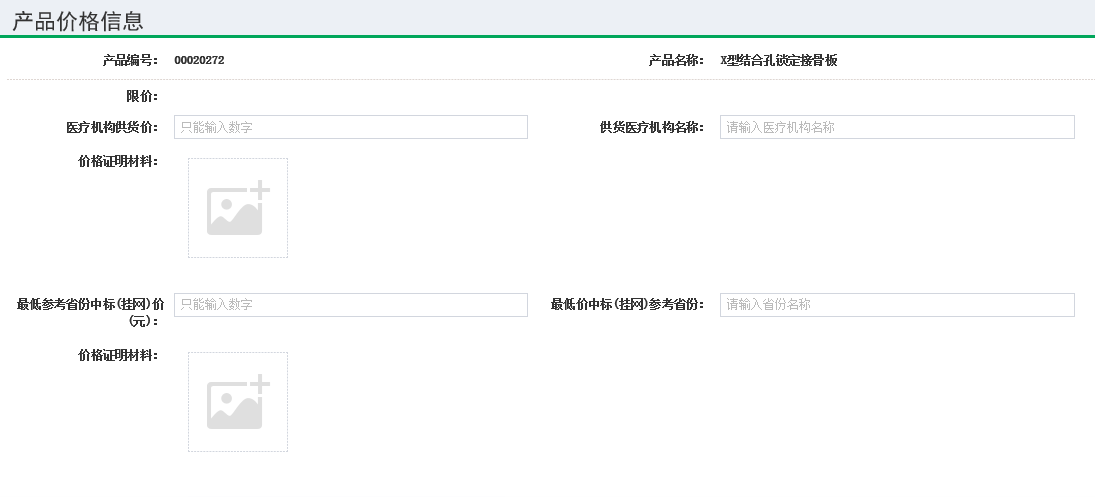 产品价格信息
产品编号： 00020272 产品名称： X型结合孔锁定接骨板
限价：
医疗机构供货价： 只能输入数字 供货医疗机构名称： 请输入医疗机构名称
价格证明材料：
最低参考省份中标(挂网)价 只能输入数字 最低价中标(挂网)参考省份： 请输入省份名称
(元)：
价格证明材料：